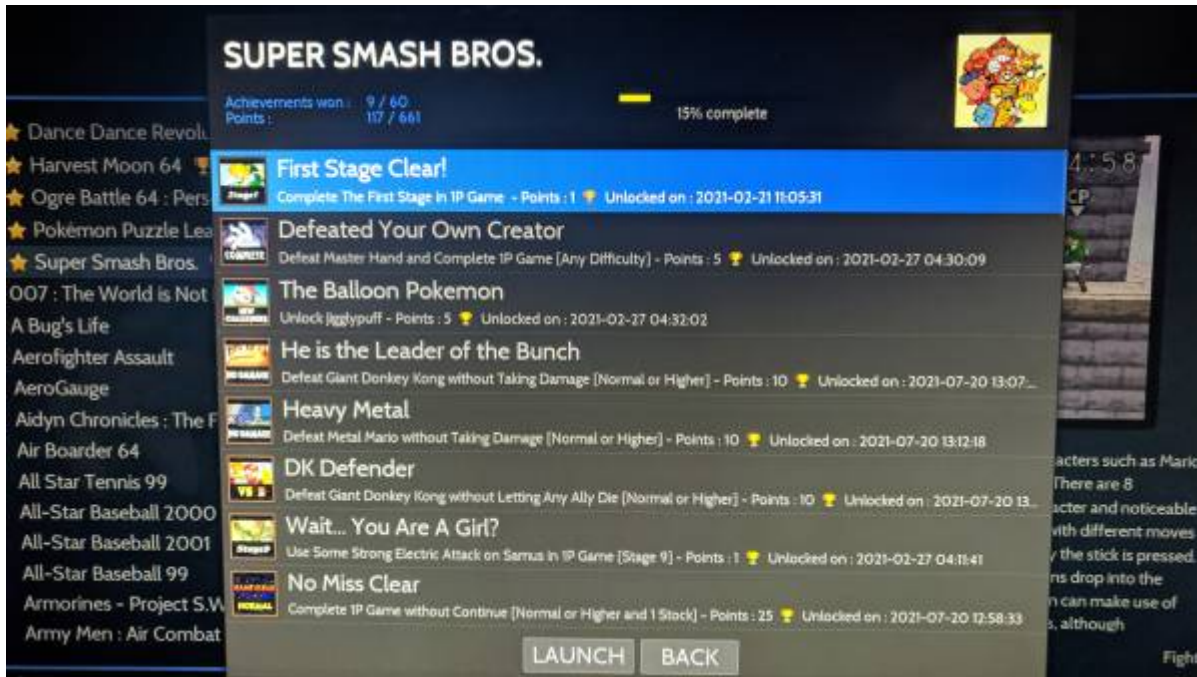 SUPER SMASH BROS.
Achievements won : 9 / 60
Points : 117 / 661
15% complete
Dance Dance Revolu
Harvest Moon 64
Ogre Battle 64 : Pers
Pokémon Puzzle Lea
Super Smash Bros.
007 : The World is Not
A Bug's Life
Aerofighter Assault
AeroGauge
Aidyn Chronicles : The F
Air Boarder 64
All Star Tennis 99
All-Star Baseball 2000
All-Star Baseball 2001
All-Star Baseball 99
Armorines - Project S.W
Army Men : Air Combat
First Stage Clear!
Complete The First Stage in 1P Game - Points : 1 Unlocked on : 2021-02-21 11:05:31
Defeated Your Own Creator
Defeat Master Hand and Complete 1P Game [Any Difficulty] - Points : 5 Unlocked on : 2021-02-27 04:30:09
The Balloon Pokemon
Unlock Jigglypuff - Points : 5 Unlocked on : 2021-02-27 04:32:02
He is the Leader of the Bunch
Defeat Giant Donkey Kong without Taking Damage [Normal or Higher] - Points : 10 Unlocked on : 2021-07-20 13:07:...
Heavy Metal
Defeat Metal Mario without Taking Damage [Normal or Higher] - Points : 10 Unlocked on : 2021-07-20 13:12:18
DK Defender
Defeat Giant Donkey Kong without Letting Any Ally Die [Normal or Higher] - Points : 10 Unlocked on : 2021-07-20 13...
Wait... You Are A Girl?
Use Some Strong Electric Attack on Samus in 1P Game [Stage 9] - Points : 1 Unlocked on : 2021-02-27 04:11:41
No Miss Clear
Complete 1P Game without Continue [Normal or Higher and 1 Stock] - Points : 25 Unlocked on : 2021-07-20 12:58:33
LAUNCH BACK
4:58
CP
acters such as Mario
There are 8
acter and noticeable
with different moves
y the stick is pressed.
ns drop into the
n can make use of
s, although
Fight